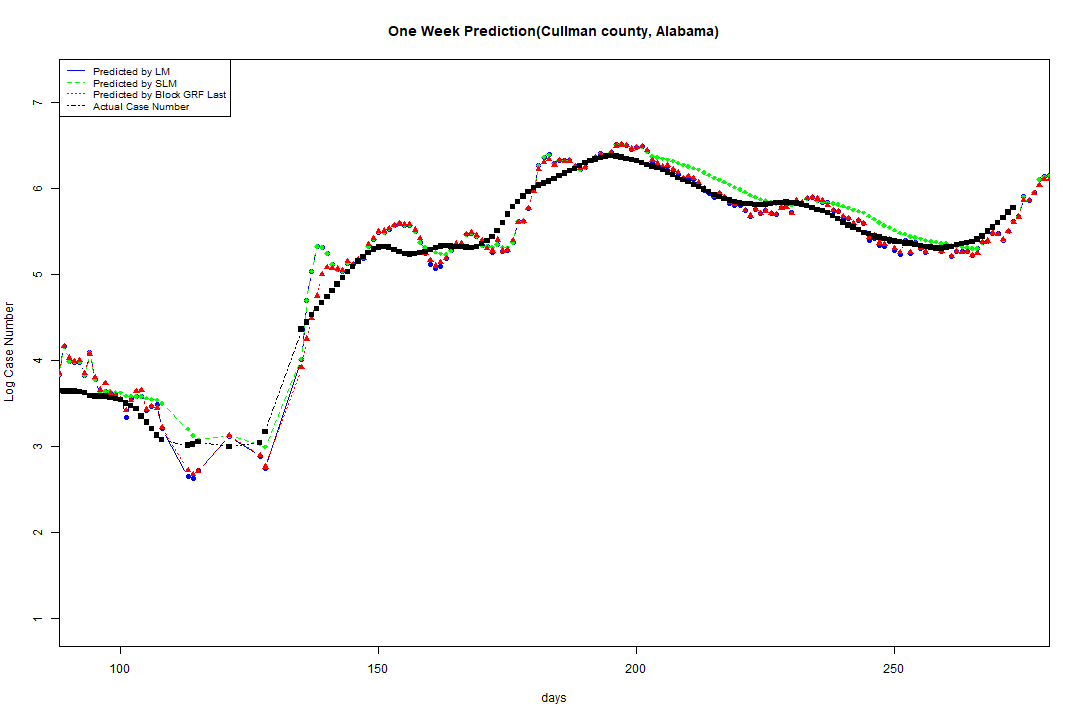 One Week Prediction(Cullman county, Alabama)
Predicted by LM
Predicted by SLM
Predicted by Block GRF Last
Actual Case Number
7
6
5
4
3
2
1
Log Case Number
100 150 200 250
days